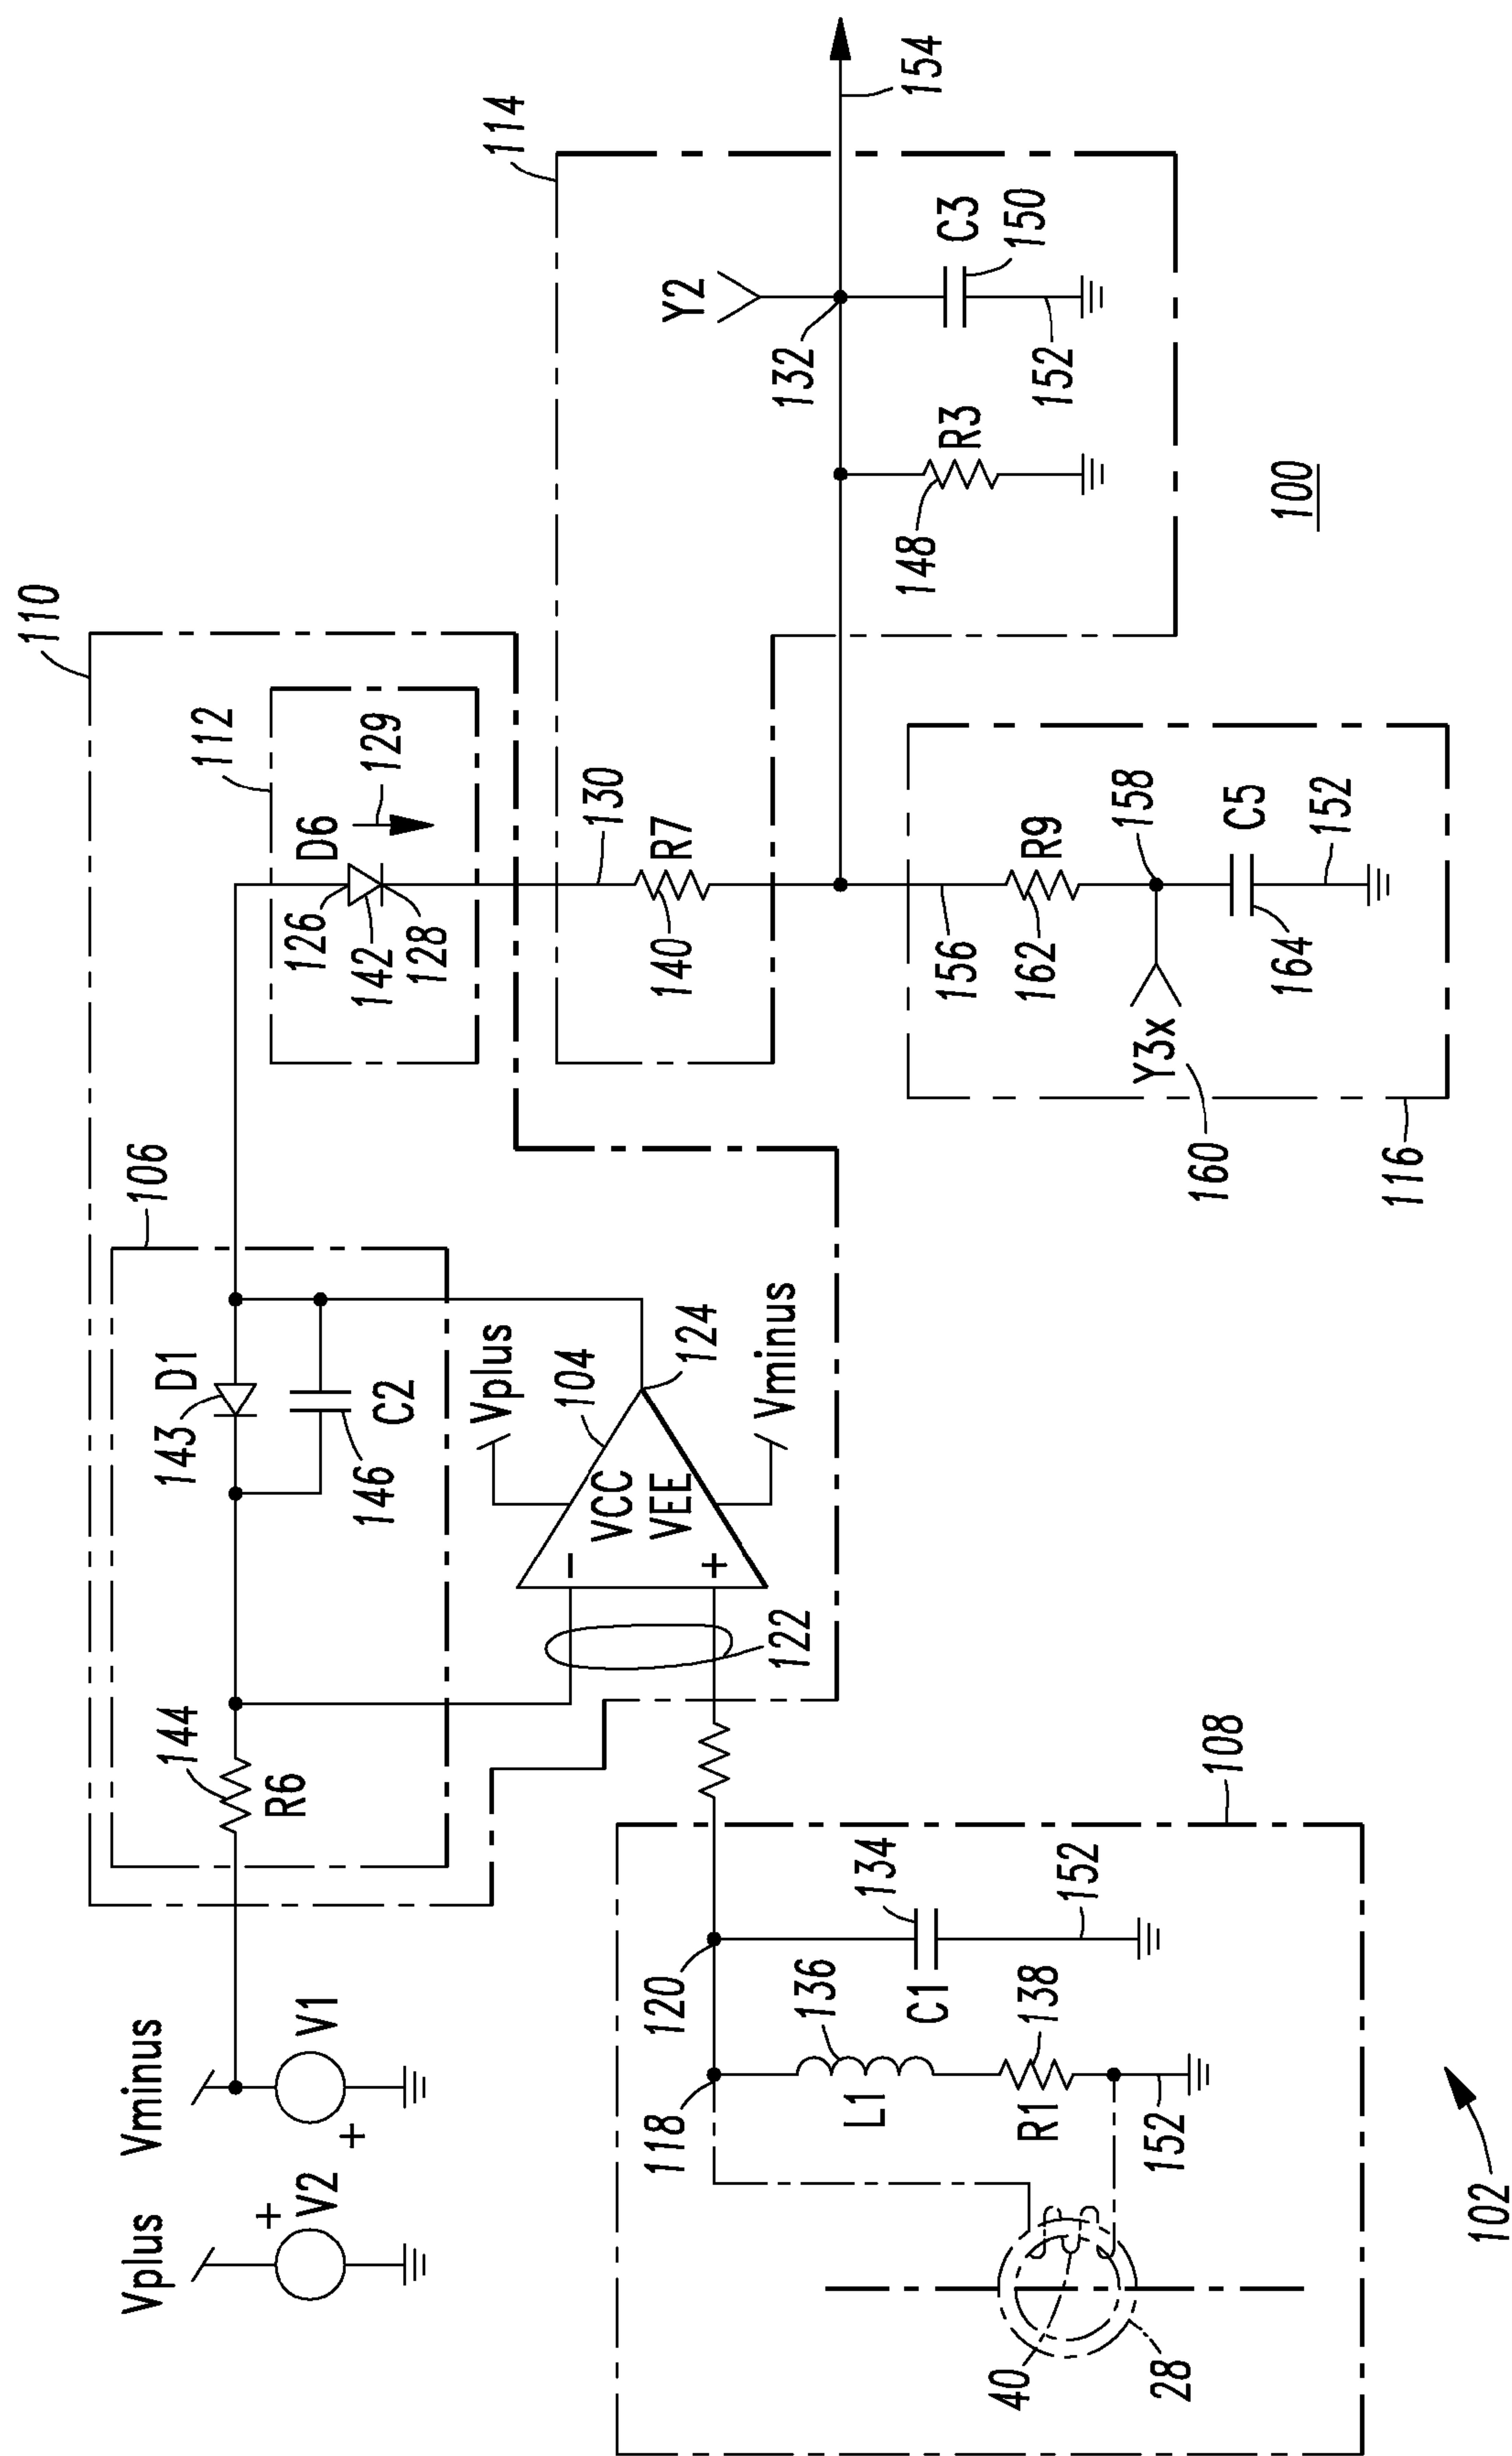 110
106
112
114
Vplus
Vminus
V2
+
V1
+
144
R6
143
D1
146
C2
Vplus
104
124
Vminus
VCC
VEE
−
+
122
126
142
128
D6
129
130
R7
140
Y2
132
154
148
R3
C3
150
152
156
162
R9
158
Y3x
160
C5
164
152
116
100
108
118
120
136
L1
134
C1
138
R1
152
152
40
28
102